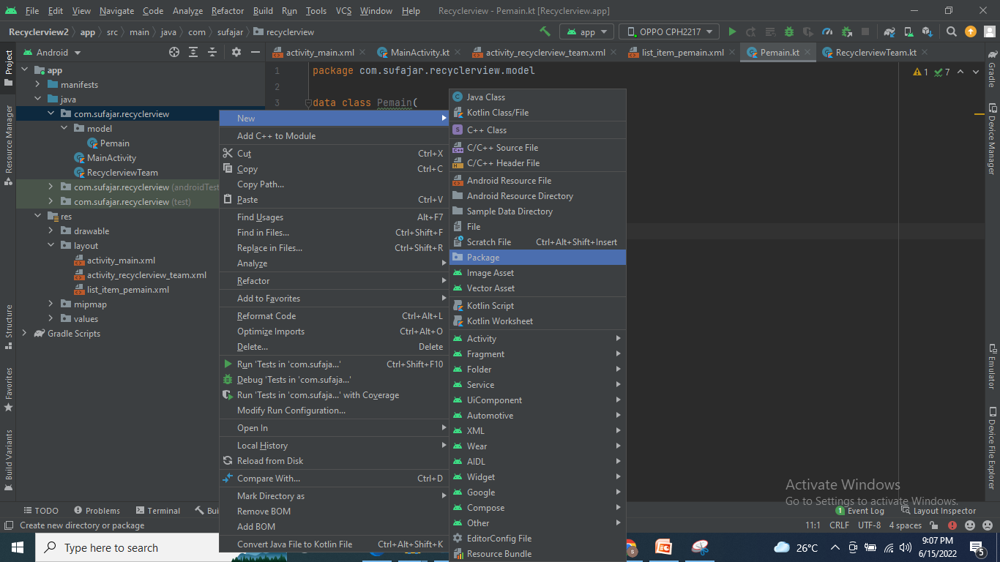 File Edit View Navigate Code Analyze Refactor Build Run Tools VCS Window Help Recyclerview - Pemain.kt [Recyclerview.app]
Recyclerview2 app src main java com sufajar recyclerview app OPPO CPH2217
Android activity_main.xml MainActivity.kt activity_recyclerview_team.xml list_item_pemain.xml Pemain.kt RecyclerviewTeam.kt
Project
Resource Manager
Structure
Favorites
Build Variants
app
manifests
java
com.sufajar.recyclerview
model
Pemain
MainActivity
RecyclerviewTeam
com.sufajar.recyclerview (androidTest
com.sufajar.recyclerview (test)
res
drawable
layout
activity_main.xml
activity_recyclerview_team.xml
list_item_pemain.xml
mipmap
values
Gradle Scripts
1 package com.sufajar.recyclerview.model
2
3 data class Pemain(
1 7
New
Add C++ to Module
Cut Ctrl+X
Copy Ctrl+C
Copy Path...
Paste Ctrl+V
Find Usages Alt+F7
Find in Files... Ctrl+Shift+F
Replace in Files... Ctrl+Shift+R
Analyze
Refactor
Add to Favorites
Reformat Code Ctrl+Alt+L
Optimize Imports Ctrl+Alt+O
Delete... Delete
Run 'Tests in 'com.sufaja...' Ctrl+Shift+F10
Debug 'Tests in 'com.sufaja...'
Run 'Tests in 'com.sufaja...' with Coverage
Modify Run Configuration...
Open In
Local History
Reload from Disk
Compare With... Ctrl+D
Mark Directory as
Remove BOM
Add BOM
Convert Java File to Kotlin File Ctrl+Alt+Shift+K
Java Class
Kotlin Class/File
C++ Class
C/C++ Source File
C/C++ Header File
Android Resource File
Android Resource Directory
Sample Data Directory
File
Scratch File Ctrl+Alt+Shift+Insert
Package
Image Asset
Vector Asset
Kotlin Script
Kotlin Worksheet
Activity
Fragment
Folder
Service
UiComponent
Automotive
XML
Wear
AIDL
Widget
Google
Compose
Other
EditorConfig File
Resource Bundle
Gradle
Device Manager
Emulator
Device File Explorer
Activate Windows
Go to Settings to activate Windows.
TODO Problems Terminal Bui 1 Event Log Layout Inspector
Create new directory or package 11:1 CRLF UTF-8 4 spaces
Type here to search 26°C 9:07 PM
6/15/2022
5